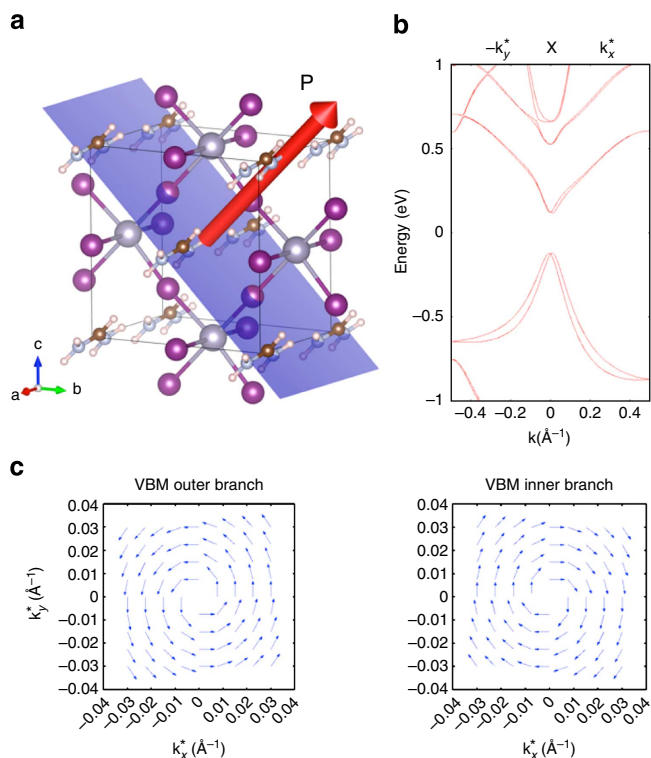 a
P
c
a
b
b
−k*y X k*x
1
0.5
0
−0.5
−1
Energy (eV)
−0.4 −0.2 0 0.2 0.4
k(Å−1)
c
VBM outer branch
0.04
0.03
0.02
0.01
0
−0.01
−0.02
−0.03
−0.04
k*y (Å−1)
−0.04 −0.03 −0.02 −0.01 0 0.01 0.02 0.03 0.04
k*x (Å−1)
VBM inner branch
0.04
0.03
0.02
0.01
0
−0.01
−0.02
−0.03
−0.04
−0.04 −0.03 −0.02 −0.01 0 0.01 0.02 0.03 0.04
k*x (Å−1)